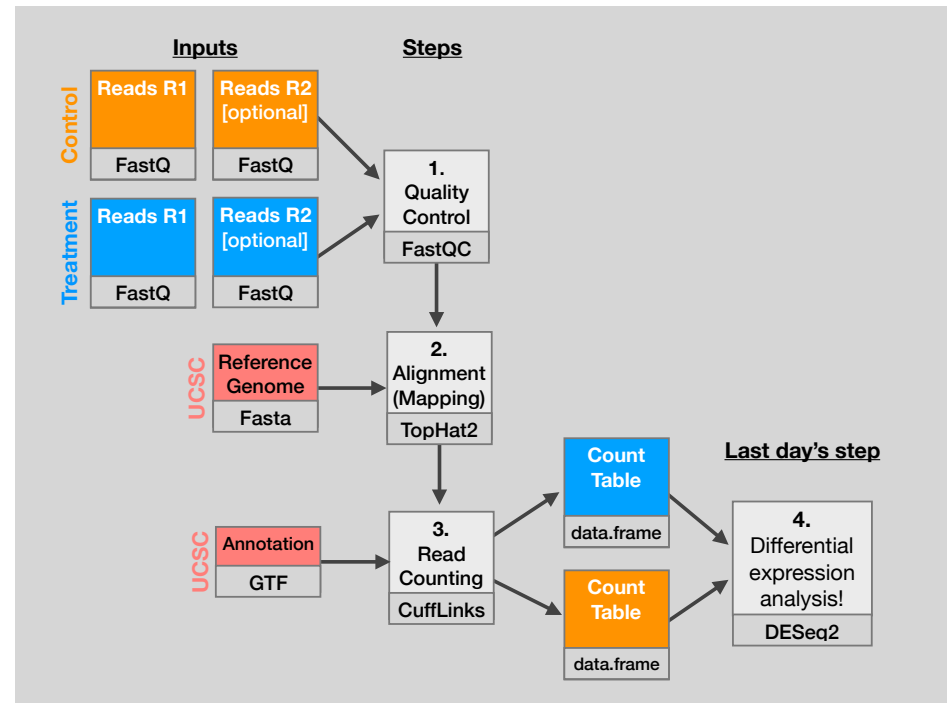 Inputs
Steps
Control
Reads R1
FastQ
Reads R2
[optional]
FastQ
Treatment
Reads R1
FastQ
Reads R2
[optional]
FastQ
1.
Quality
Control
FastQC
UCSC
Reference
Genome
Fasta
2.
Alignment
(Mapping)
TopHat2
UCSC
Annotation
GTF
3.
Read
Counting
CuffLinks
Count
Table
data.frame
Count
Table
data.frame
Last day's step
4.
Differential
expression
analysis!
DESeq2